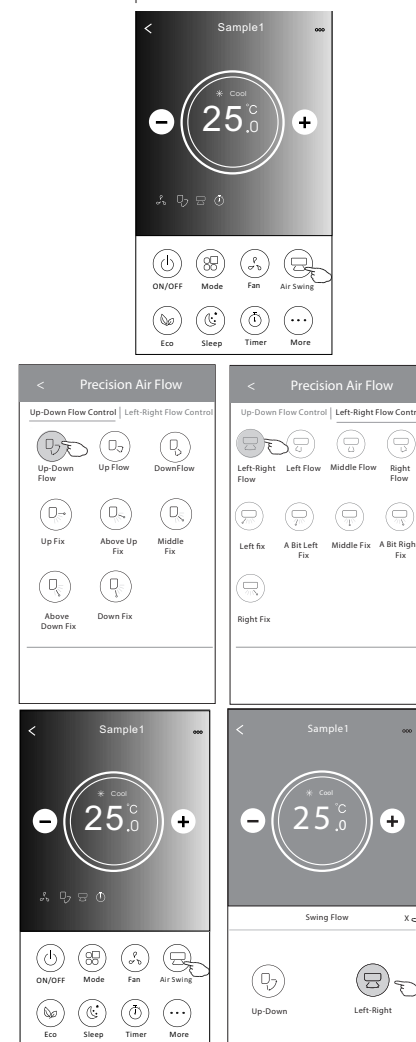 Sample1
Cool
25.0°C
ON/OFF Mode Fan Air Swing
Eco Sleep Timer More
< Precision Air Flow
Up-Down Flow Control | Left-Right Flow Control
Up-Down Flow
Up Flow
DownFlow
Up Fix
Above Up Fix
Middle Fix
Above Down Fix
Down Fix
< Precision Air Flow
Up-Down Flow Control | Left-Right Flow Contr
Left-Right Flow
Left Flow
Middle Flow
Right Flow
Left fix
A Bit Left Fix
Middle Fix
A Bit Righ Fix
Right Fix
Sample1
Cool
25.0°C
ON/OFF Mode Fan Air Swing
Eco Sleep Timer More
Sample1
Cool
25.0°C
Swing Flow X
Up-Down Left-Right